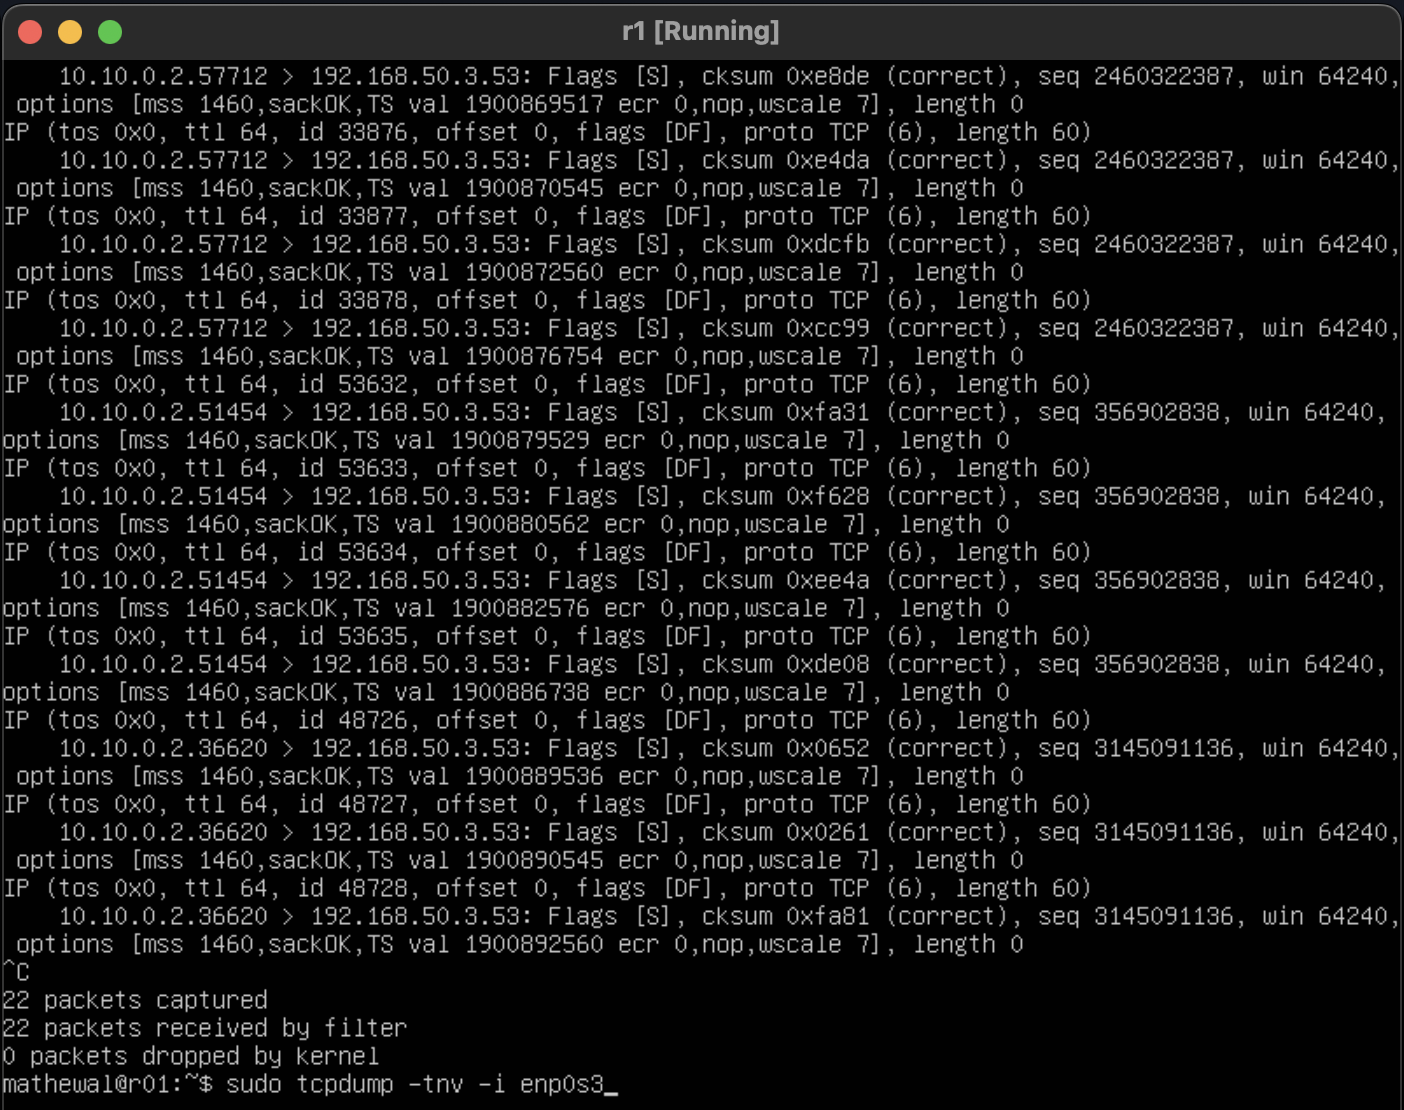 r1 [Running]
10.10.0.2.57712 > 192.168.50.3.53: Flags [S], cksum 0xe8de (correct), seq 2460322387, win 64240,
options [mss 1460,sackOK,TS val 1900869517 ecr 0,nop,wscale 7], length 0
IP (tos 0x0, ttl 64, id 33876, offset 0, flags [DF], proto TCP (6), length 60)
10.10.0.2.57712 > 192.168.50.3.53: Flags [S], cksum 0xe4da (correct), seq 2460322387, win 64240,
options [mss 1460,sackOK,TS val 1900870545 ecr 0,nop,wscale 7], length 0
IP (tos 0x0, ttl 64, id 33877, offset 0, flags [DF], proto TCP (6), length 60)
10.10.0.2.57712 > 192.168.50.3.53: Flags [S], cksum 0xdcfb (correct), seq 2460322387, win 64240,
options [mss 1460,sackOK,TS val 1900872560 ecr 0,nop,wscale 7], length 0
IP (tos 0x0, ttl 64, id 33878, offset 0, flags [DF], proto TCP (6), length 60)
10.10.0.2.57712 > 192.168.50.3.53: Flags [S], cksum 0xcc99 (correct), seq 2460322387, win 64240,
options [mss 1460,sackOK,TS val 1900876754 ecr 0,nop,wscale 7], length 0
IP (tos 0x0, ttl 64, id 53632, offset 0, flags [DF], proto TCP (6), length 60)
10.10.0.2.51454 > 192.168.50.3.53: Flags [S], cksum 0xfa31 (correct), seq 356902838, win 64240,
options [mss 1460,sackOK,TS val 1900879529 ecr 0,nop,wscale 7], length 0
IP (tos 0x0, ttl 64, id 53633, offset 0, flags [DF], proto TCP (6), length 60)
10.10.0.2.51454 > 192.168.50.3.53: Flags [S], cksum 0xf628 (correct), seq 356902838, win 64240,
options [mss 1460,sackOK,TS val 1900880562 ecr 0,nop,wscale 7], length 0
IP (tos 0x0, ttl 64, id 53634, offset 0, flags [DF], proto TCP (6), length 60)
10.10.0.2.51454 > 192.168.50.3.53: Flags [S], cksum 0xee4a (correct), seq 356902838, win 64240,
options [mss 1460,sackOK,TS val 1900882576 ecr 0,nop,wscale 7], length 0
IP (tos 0x0, ttl 64, id 53635, offset 0, flags [DF], proto TCP (6), length 60)
10.10.0.2.51454 > 192.168.50.3.53: Flags [S], cksum 0xde08 (correct), seq 356902838, win 64240,
options [mss 1460,sackOK,TS val 1900886738 ecr 0,nop,wscale 7], length 0
IP (tos 0x0, ttl 64, id 48726, offset 0, flags [DF], proto TCP (6), length 60)
10.10.0.2.36620 > 192.168.50.3.53: Flags [S], cksum 0x0652 (correct), seq 3145091136, win 64240,
options [mss 1460,sackOK,TS val 1900889536 ecr 0,nop,wscale 7], length 0
IP (tos 0x0, ttl 64, id 48727, offset 0, flags [DF], proto TCP (6), length 60)
10.10.0.2.36620 > 192.168.50.3.53: Flags [S], cksum 0x0261 (correct), seq 3145091136, win 64240,
options [mss 1460,sackOK,TS val 1900890545 ecr 0,nop,wscale 7], length 0
IP (tos 0x0, ttl 64, id 48728, offset 0, flags [DF], proto TCP (6), length 60)
10.10.0.2.36620 > 192.168.50.3.53: Flags [S], cksum 0xfa81 (correct), seq 3145091136, win 64240,
options [mss 1460,sackOK,TS val 1900892560 ecr 0,nop,wscale 7], length 0
^C
22 packets captured
22 packets received by filter
0 packets dropped by kernel
mathewal@r01:~$ sudo tcpdump -tnv -i enp0s3_